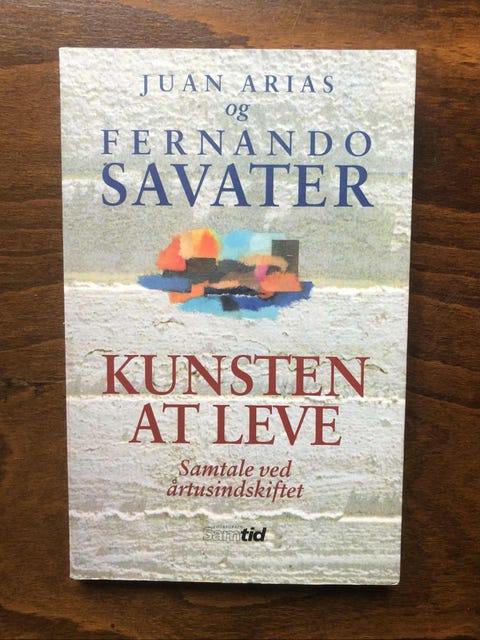 JUAN ARIAS
og
FERNANDO
SAVATER
KUNSTEN
AT LEVE
Samtale ved
årtusindskiftet
samtid